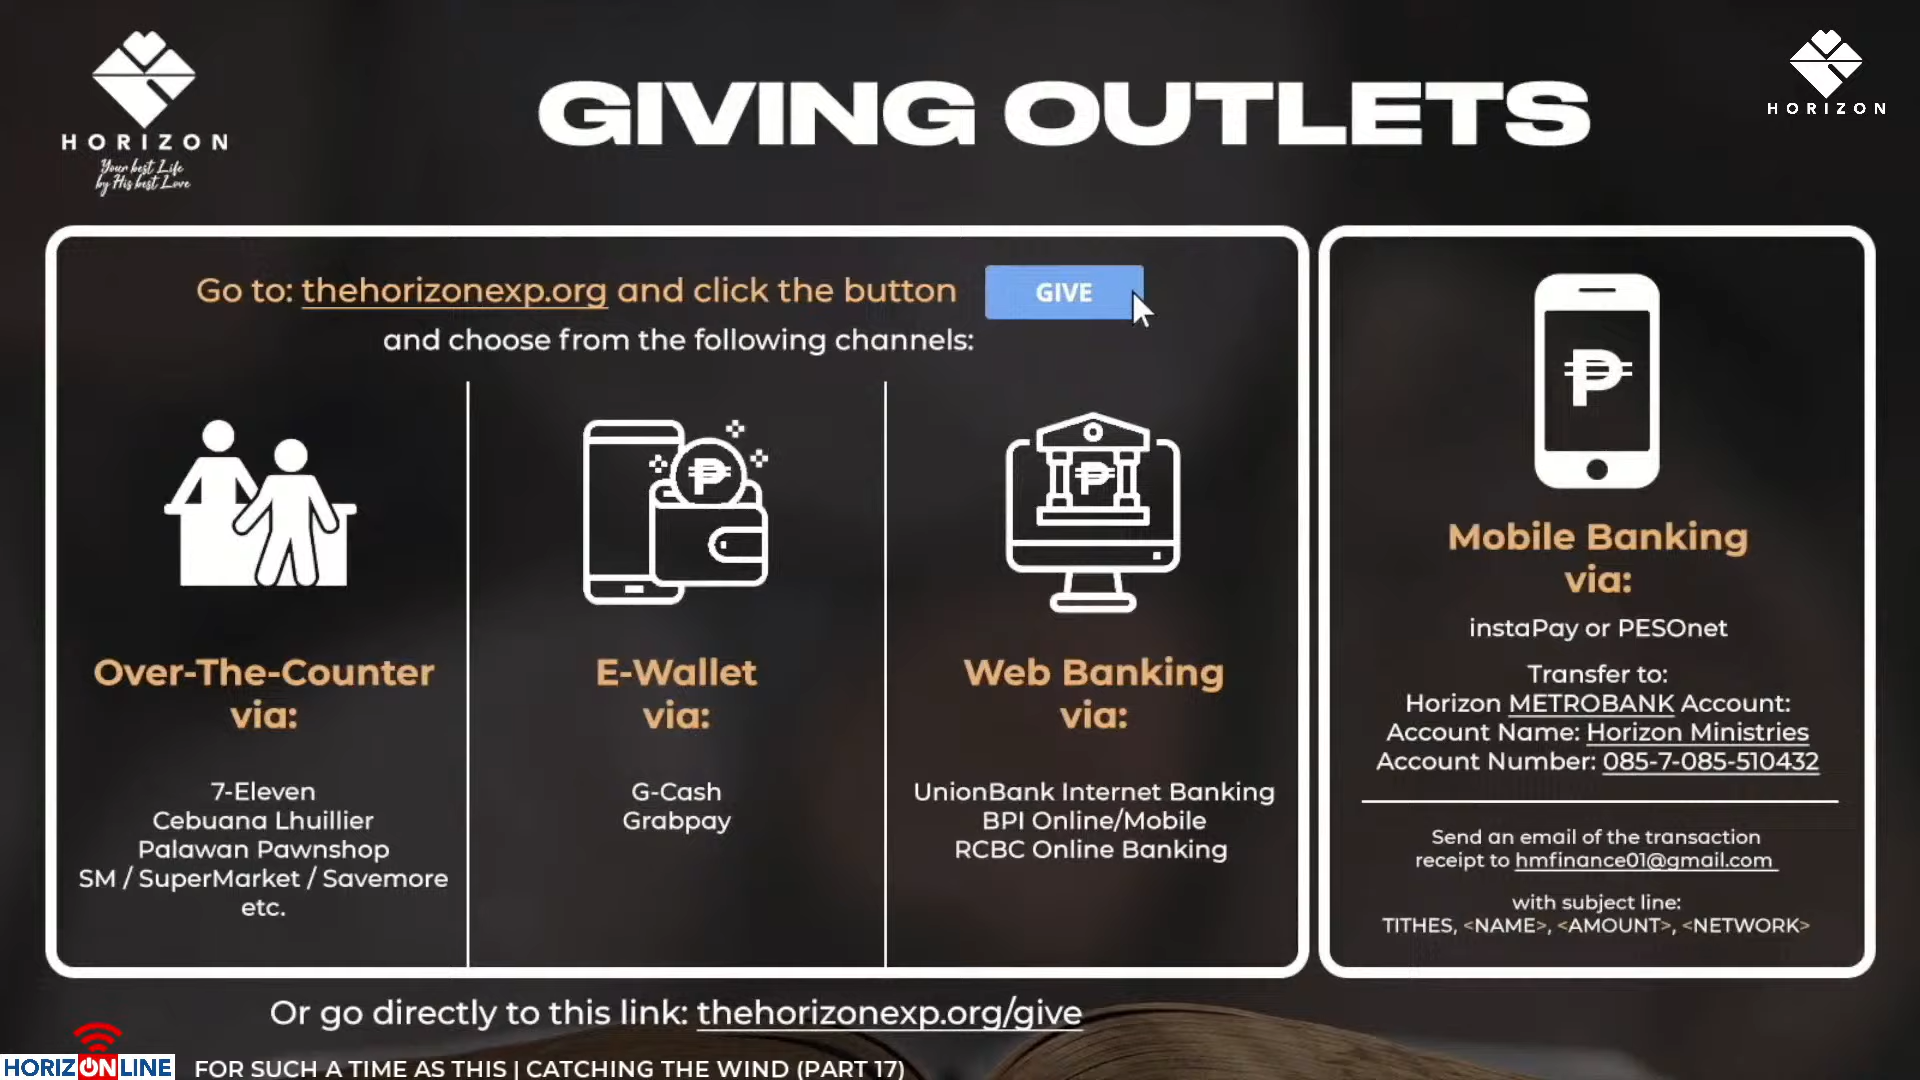 HORIZON
Your best Life
by His best Love
GIVING OUTLETS
HORIZON
Go to: thehorizonexp.org and click the button
GIVE
and choose from the following channels:
Over-The-Counter
via:
7-Eleven
Cebuana Lhuillier
Palawan Pawnshop
SM / SuperMarket / Savemore
etc.
E-Wallet
via:
G-Cash
Grabpay
Web Banking
via:
UnionBank Internet Banking
BPI Online/Mobile
RCBC Online Banking
Mobile Banking
via:
instaPay or PESOnet
Transfer to:
Horizon METROBANK Account:
Account Name: Horizon Ministries
Account Number: 085-7-085-510432
Send an email of the transaction
receipt to hmfinance01@gmail.com
with subject line:
TITHES, <NAME>, <AMOUNT>, <NETWORK>
Or go directly to this link: thehorizonexp.org/give
HORIZONLINE
FOR SUCH A TIME AS THIS | CATCHING THE WIND (PART 17)